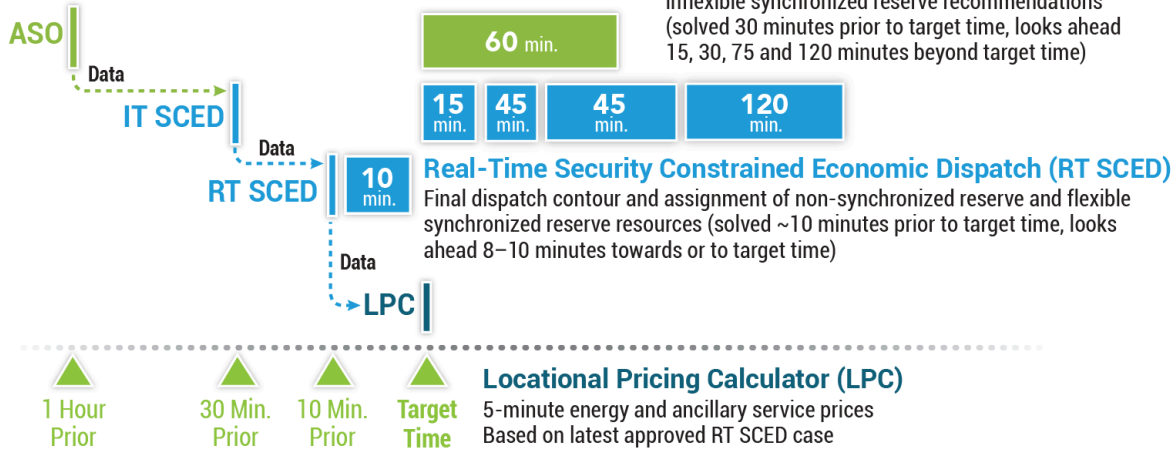 inflexible synchronized reserve recommendations
(solved 30 minutes prior to target time, looks ahead
15, 30, 75 and 120 minutes beyond target time)
ASO
60 min.
Data
IT SCED
15 min.
45 min.
45 min.
120 min.
Data
RT SCED
10 min.
Real-Time Security Constrained Economic Dispatch (RT SCED)
Final dispatch contour and assignment of non-synchronized reserve and flexible
synchronized reserve resources (solved ~10 minutes prior to target time, looks
ahead 8–10 minutes towards or to target time)
Data
LPC
1 Hour
Prior
30 Min.
Prior
10 Min.
Prior
Target
Time
Locational Pricing Calculator (LPC)
5-minute energy and ancillary service prices
Based on latest approved RT SCED case